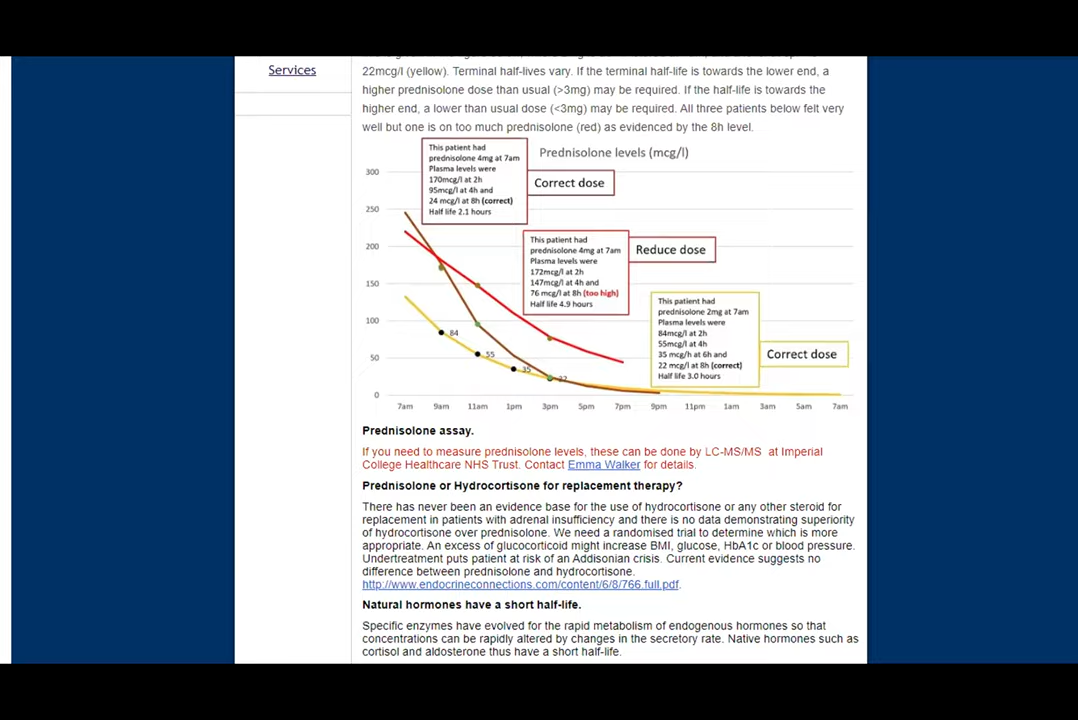 Services
22mcg/l (yellow). Terminal half-lives vary. If the terminal half-life is towards the lower end, a
higher prednisolone dose than usual (>3mg) may be required. If the half-life is towards the
higher end, a lower than usual dose (<3mg) may be required. All three patients below felt very
well but one is on too much prednisolone (red) as evidenced by the 8h level.
Prednisolone levels (mcg/l)
This patient had
prednisolone 4mg at 7am
Plasma levels were
170mcg/l at 2h
95mcg/l at 4h and
24 mcg/l at 8h (correct)
Half life 2.1 hours
Correct dose
This patient had
prednisolone 4mg at 7am
Plasma levels were
172mcg/l at 2h
147mcg/l at 4h and
76 mcg/l at 8h (too high)
Half life 4.9 hours
Reduce dose
This patient had
prednisolone 2mg at 7am
Plasma levels were
84mcg/l at 2h
55mcg/l at 4h
35 mcg/h at 6h and
22 mcg/l at 8h (correct)
Half life 3.0 hours
Correct dose
300
250
200
150
100
50
0
84
55
35
22
7am 9am 11am 1pm 3pm 5pm 7pm 9pm 11pm 1am 3am 5am 7am
Prednisolone assay.
If you need to measure prednisolone levels, these can be done by LC-MS/MS at Imperial
College Healthcare NHS Trust. Contact Emma Walker for details.
Prednisolone or Hydrocortisone for replacement therapy?
There has never been an evidence base for the use of hydrocortisone or any other steroid for
replacement in patients with adrenal insufficiency and there is no data demonstrating superiority
of hydrocortisone over prednisolone. We need a randomised trial to determine which is more
appropriate. An excess of glucocorticoid might increase BMI, glucose, HbA1c or blood pressure.
Undertreatment puts patient at risk of an Addisonian crisis. Current evidence suggests no
difference between prednisolone and hydrocortisone.
http://www.endocrineconnections.com/content/6/8/766.full.pdf.
Natural hormones have a short half-life.
Specific enzymes have evolved for the rapid metabolism of endogenous hormones so that
concentrations can be rapidly altered by changes in the secretory rate. Native hormones such as
cortisol and aldosterone thus have a short half-life.